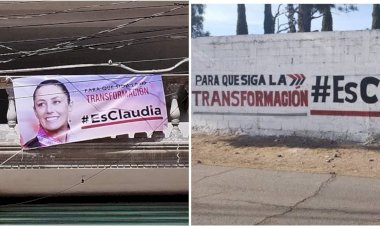 PARA QUE SIGA LA
TRANSFORMACIÓN
#EsClaudia
PARA QUE SIGA LA
TRANSFORMACIÓN
#EsC